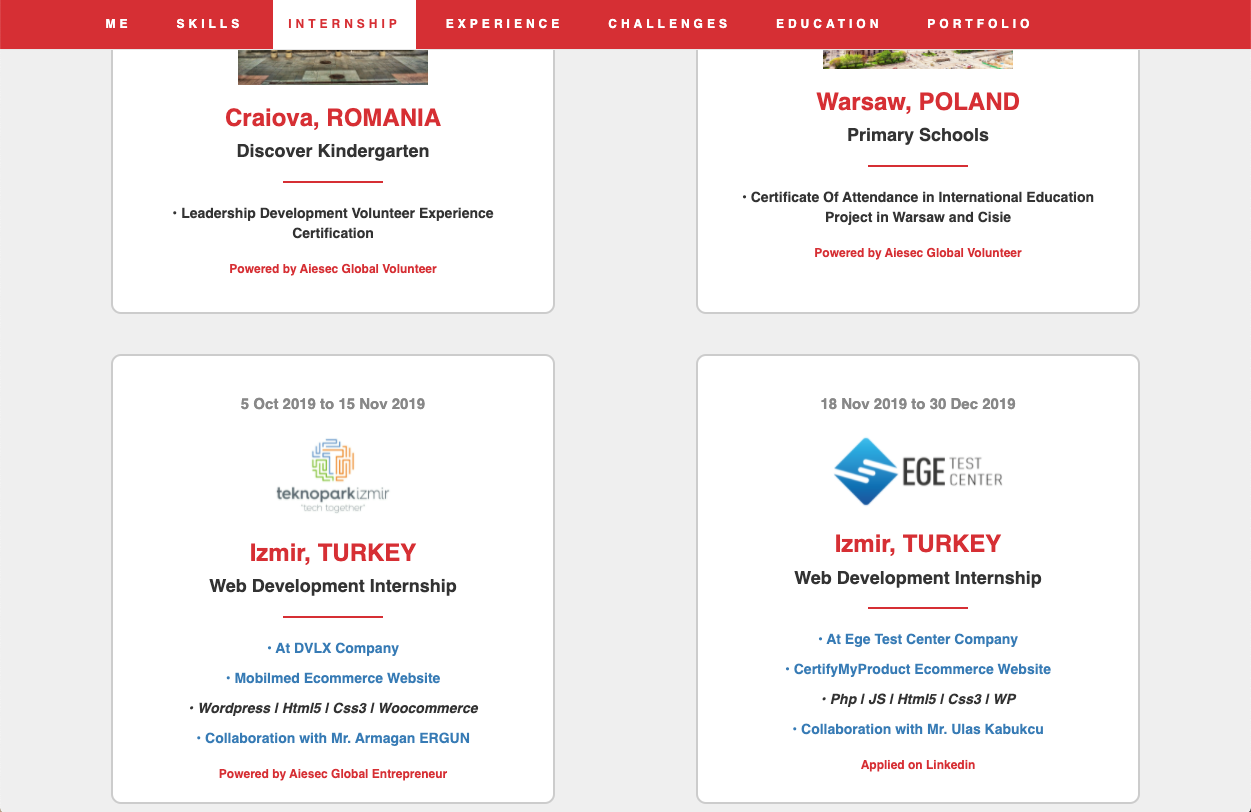 ME SKILLS INTERNSHIP EXPERIENCE CHALLENGES EDUCATION PORTFOLIO
Craiova, ROMANIA
Discover Kindergarten
• Leadership Development Volunteer Experience
Certification
Powered by Aiesec Global Volunteer
Warsaw, POLAND
Primary Schools
• Certificate Of Attendance in International Education
Project in Warsaw and Cisie
Powered by Aiesec Global Volunteer
5 Oct 2019 to 15 Nov 2019
teknoparkizmir
"tech together"
Izmir, TURKEY
Web Development Internship
• At DVLX Company
• Mobilmed Ecommerce Website
• Wordpress / Html5 / Css3 / Woocommerce
• Collaboration with Mr. Armagan ERGUN
Powered by Aiesec Global Entrepreneur
18 Nov 2019 to 30 Dec 2019
EGE TEST
CENTER
Izmir, TURKEY
Web Development Internship
• At Ege Test Center Company
• CertifyMyProduct Ecommerce Website
• Php / JS / Html5 / Css3 / WP
• Collaboration with Mr. Ulas Kabukcu
Applied on Linkedin